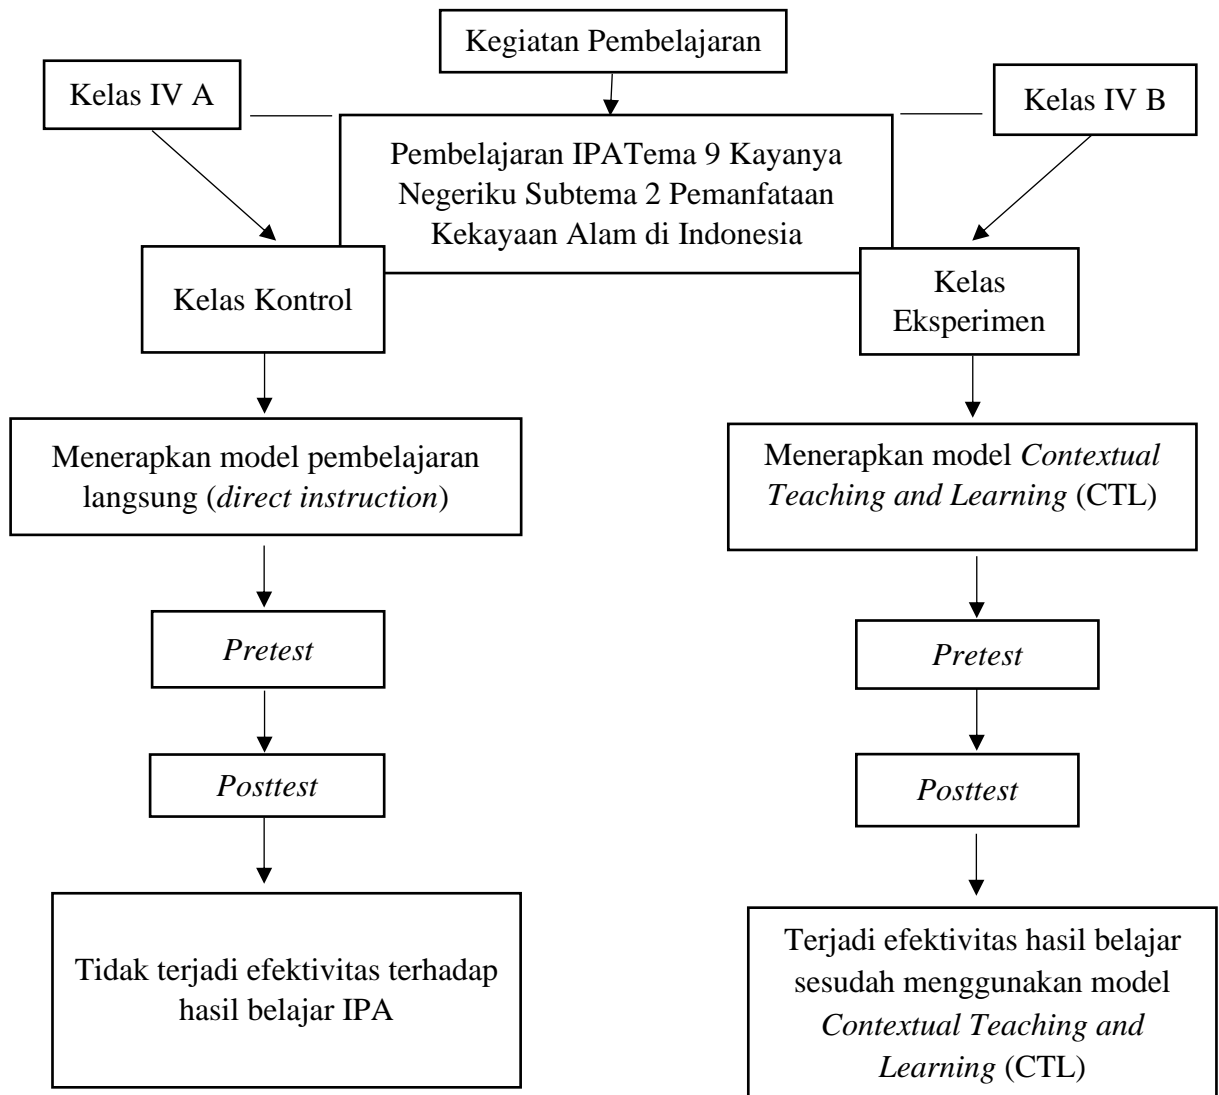 Kegiatan Pembelajaran
Kelas IV A
Kelas IV B
Pembelajaran IPATema 9 Kayanya
Negeriku Subtema 2 Pemanfataan
Kekayaan Alam di Indonesia
Kelas Kontrol
Kelas
Eksperimen
Menerapkan model pembelajaran
langsung (direct instruction)
Menerapkan model Contextual
Teaching and Learning (CTL)
Pretest
Pretest
Posttest
Posttest
Tidak terjadi efektivitas terhadap
hasil belajar IPA
Terjadi efektivitas hasil belajar
sesudah menggunakan model
Contextual Teaching and
Learning (CTL)